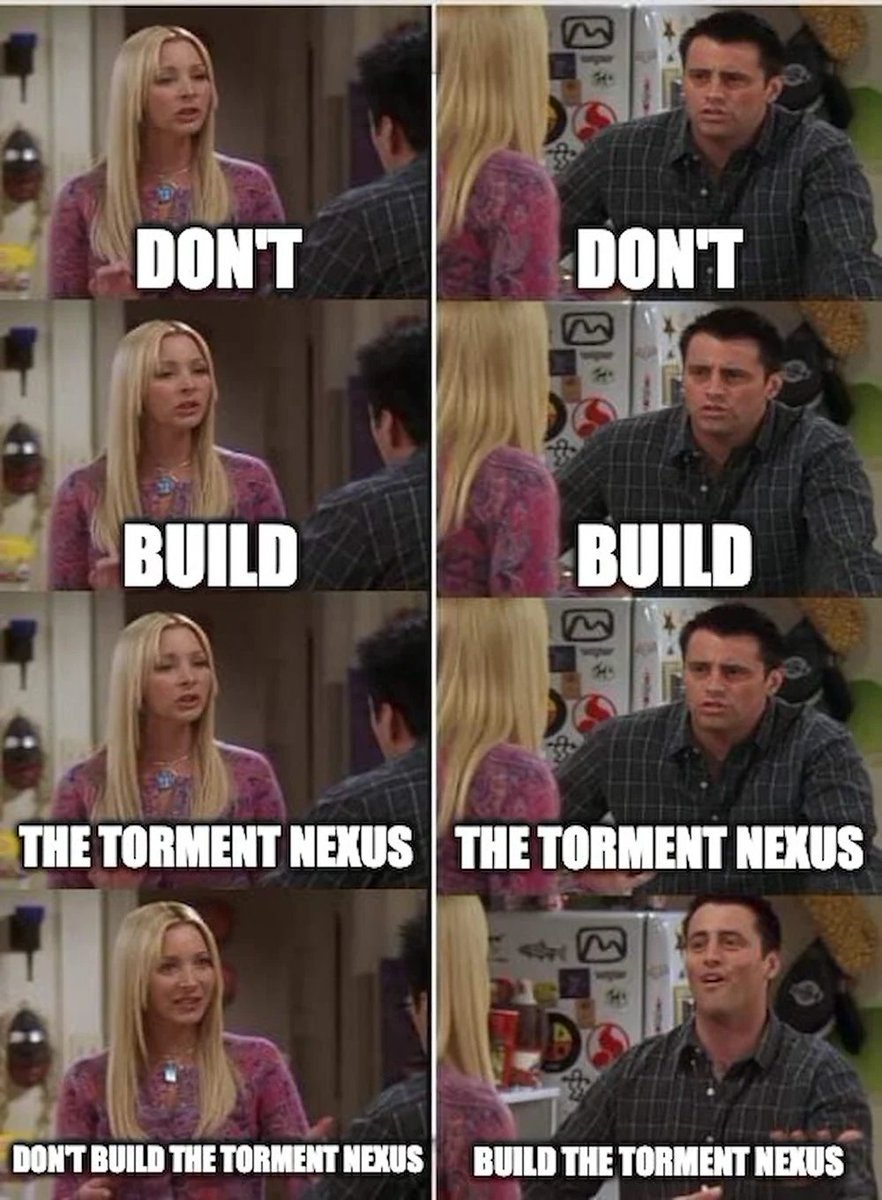 DON'T
DON'T
BUILD
BUILD
THE TORMENT NEXUS
THE TORMENT NEXUS
DON'T BUILD THE TORMENT NEXUS
BUILD THE TORMENT NEXUS